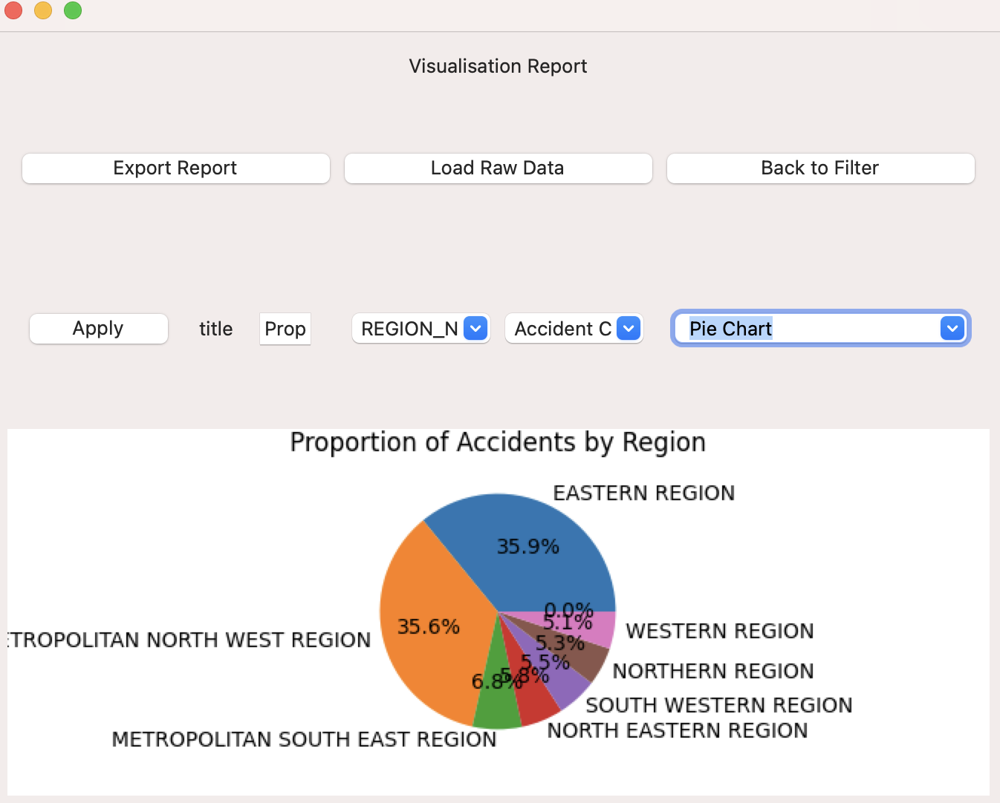 Visualisation Report
Export Report
Load Raw Data
Back to Filter
Apply
title
Prop
REGION_N
Accident C
Pie Chart
Proportion of Accidents by Region
EASTERN REGION
35.9%
0.0%
5.1%
WESTERN REGION
35.6%
ETROPOLITAN NORTH WEST REGION
5.3%
5.5%
NORTHERN REGION
6.8%
5.8%
SOUTH WESTERN REGION
NORTH EASTERN REGION
METROPOLITAN SOUTH EAST REGION